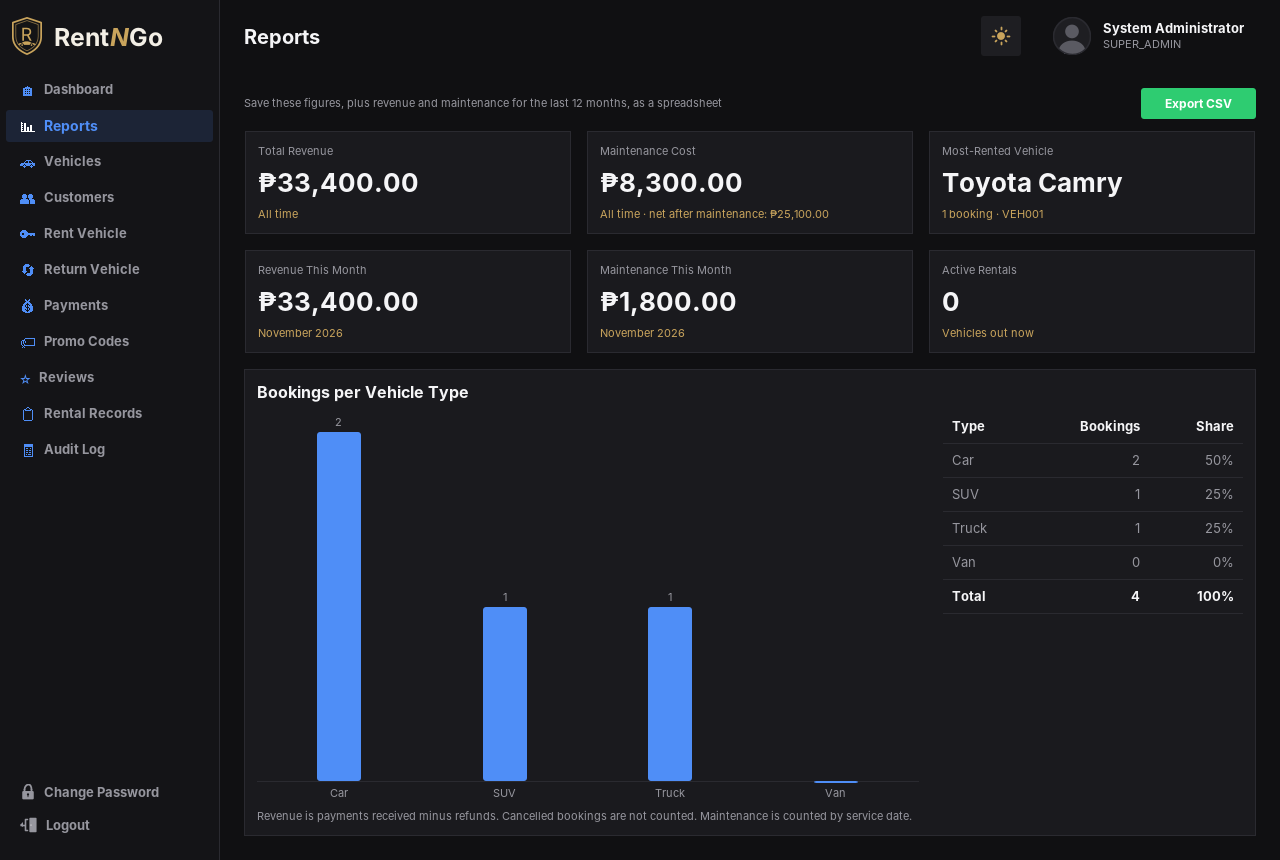 RentNGo
Dashboard
Reports
Vehicles
Customers
Rent Vehicle
Return Vehicle
Payments
Promo Codes
Reviews
Rental Records
Audit Log
Change Password
Logout
Reports
System Administrator
SUPER_ADMIN
Save these figures, plus revenue and maintenance for the last 12 months, as a spreadsheet
Export CSV
Total Revenue
₱33,400.00
All time
Maintenance Cost
₱8,300.00
All time · net after maintenance: ₱25,100.00
Most-Rented Vehicle
Toyota Camry
1 booking · VEH001
Revenue This Month
₱33,400.00
November 2026
Maintenance This Month
₱1,800.00
November 2026
Active Rentals
0
Vehicles out now
Bookings per Vehicle Type
2
1
1
Car
SUV
Truck
Van
Type Bookings Share
Car 2 50%
SUV 1 25%
Truck 1 25%
Van 0 0%
Total 4 100%
Revenue is payments received minus refunds. Cancelled bookings are not counted. Maintenance is counted by service date.